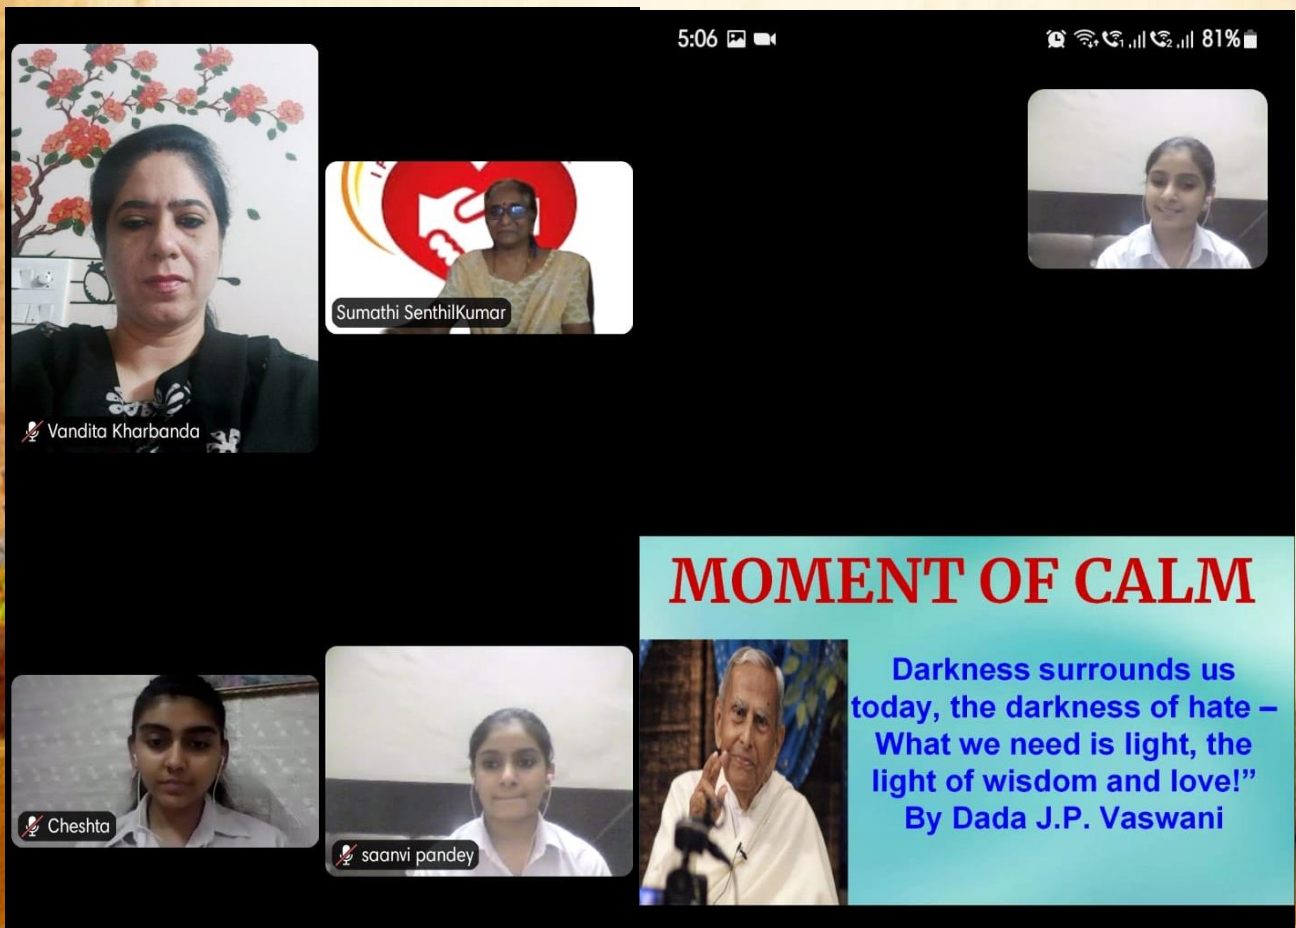 Vandita Kharbanda
Sumathi SenthilKumar
Cheshta
saanvi pandey
5:06
81%
MOMENT OF CALM
Darkness surrounds us
today, the darkness of hate –
What we need is light, the
light of wisdom and love!”
By Dada J.P. Vaswani